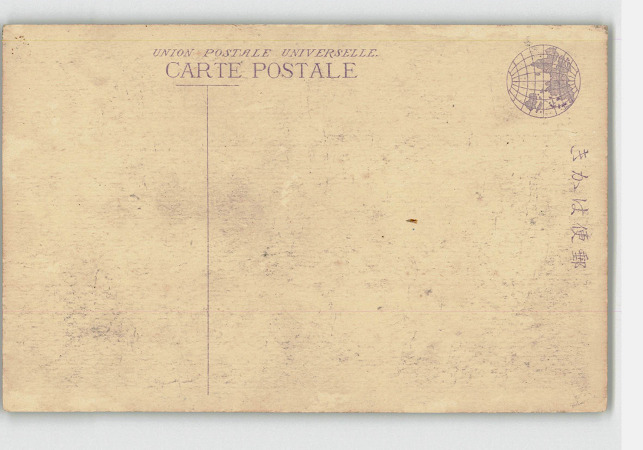 UNION POSTALE UNIVERSELLE.
CARTE POSTALE
きかは便郵